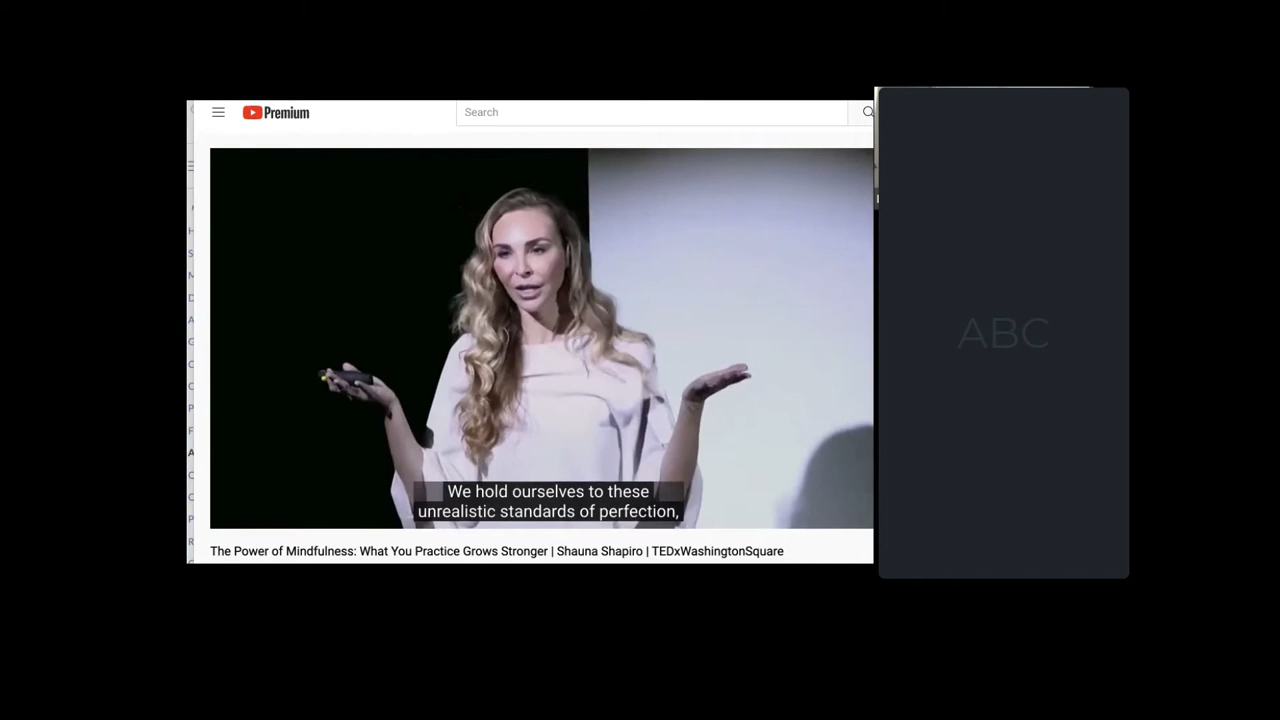 Premium
Search
We hold ourselves to these
unrealistic standards of perfection,
The Power of Mindfulness: What You Practice Grows Stronger | Shauna Shapiro | TEDxWashingtonSquare
ABC